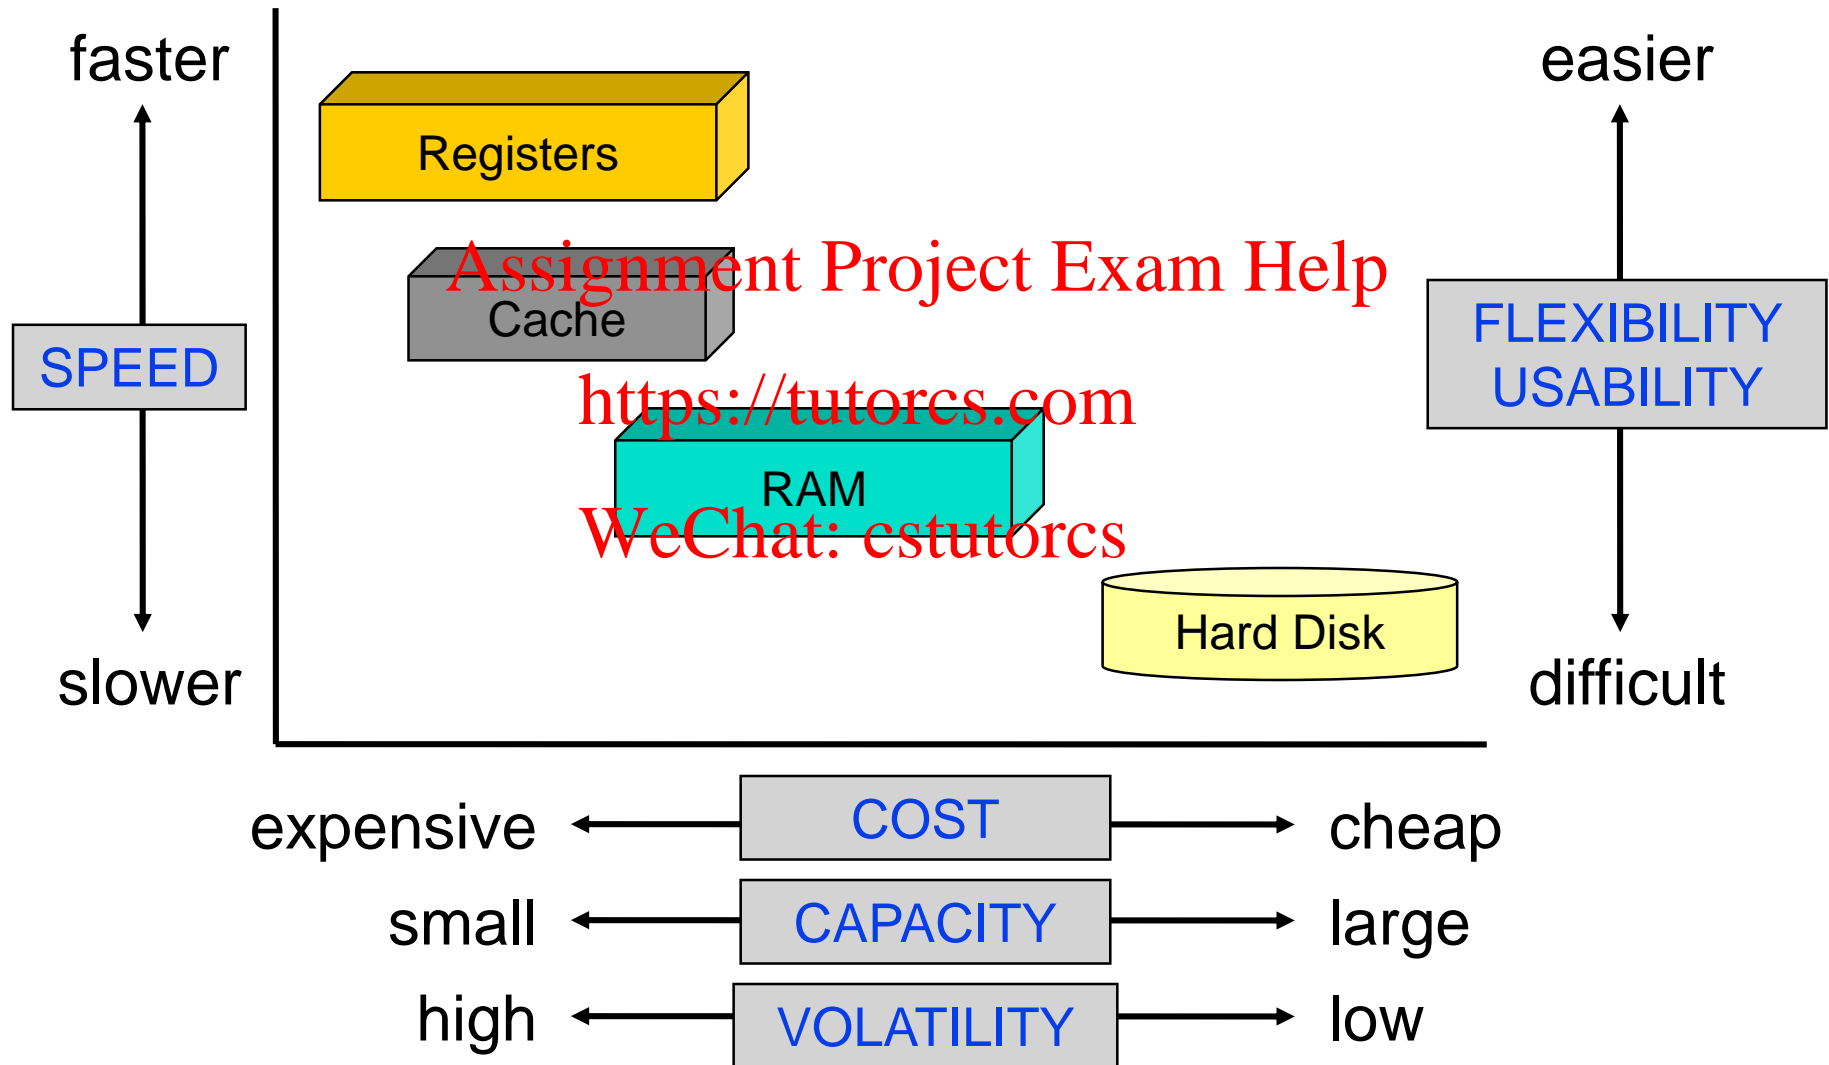 faster
easier
Registers
Assignment Project Exam Help
Cache
SPEED
FLEXIBILITY
USABILITY
https://tutorcs.com
RAM
WeChat: cstutorcs
Hard Disk
slower
difficult
expensive
COST
cheap
small
CAPACITY
large
high
VOLATILITY
low